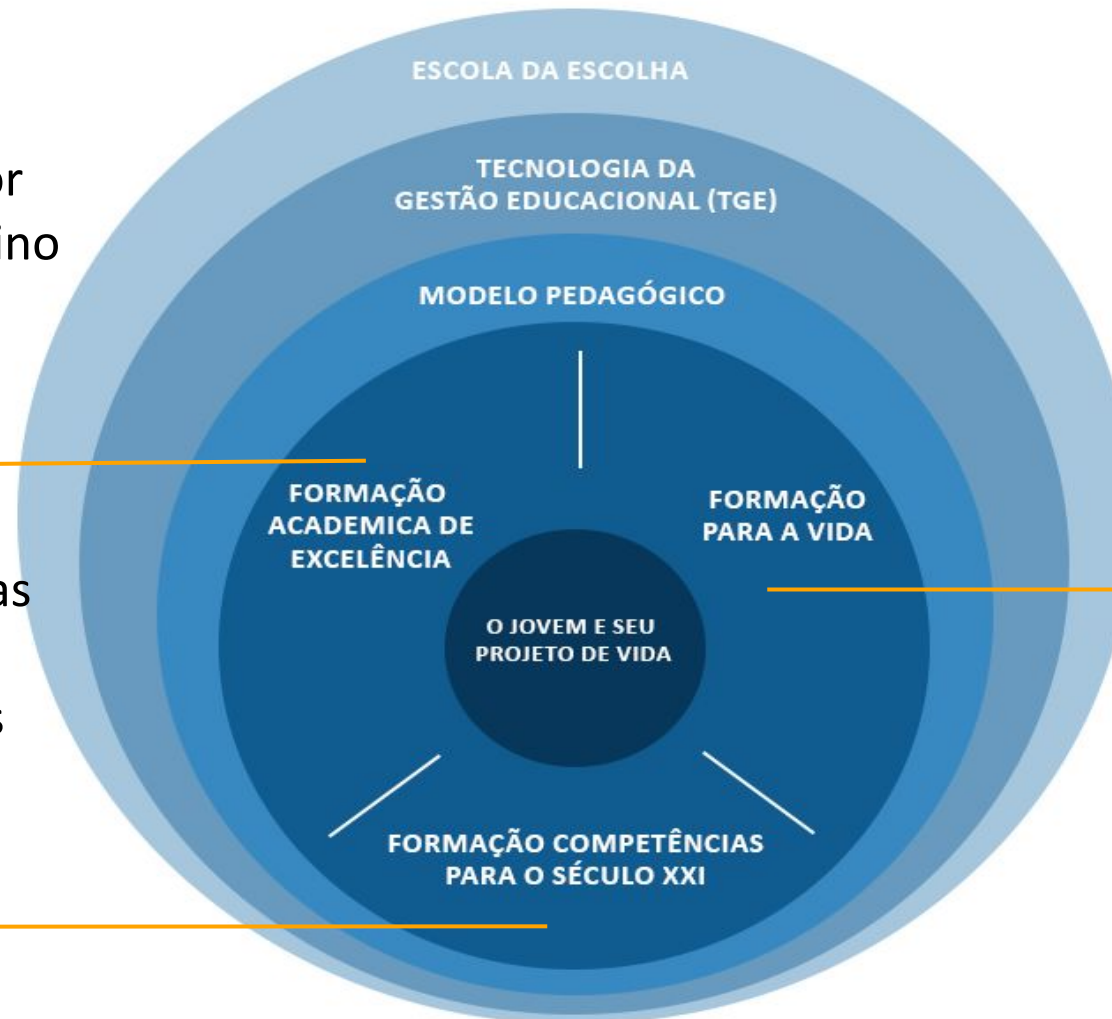 ESCOLA DA ESCOLHA
TECNOLOGIA DA
GESTÃO EDUCACIONAL (TGE)
MODELO PEDAGÓGICO
FORMAÇÃO
ACADEMICA DE
EXCELÊNCIA
FORMAÇÃO
PARA A VIDA
O JOVEM E SEU
PROJETO DE VIDA
FORMAÇÃO COMPETÊNCIAS
PARA O SÉCULO XXI